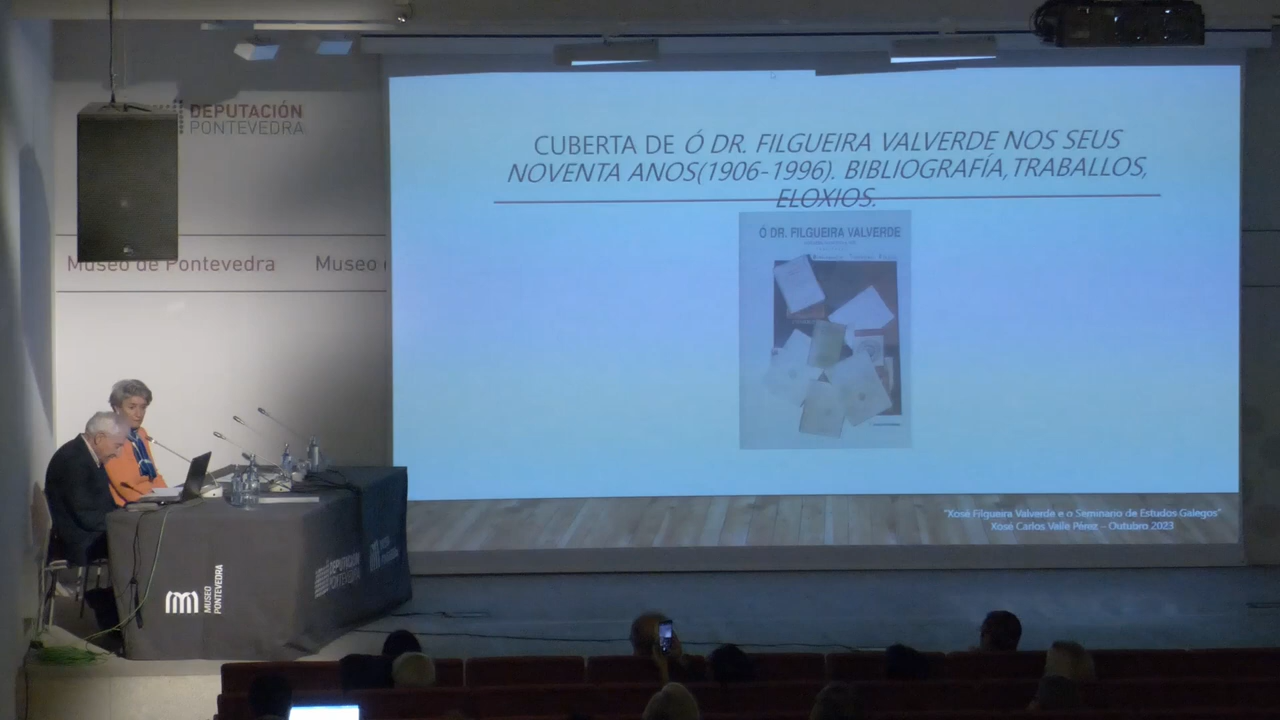 DEPUTACIÓN
PONTEVEDRA
Museo de Pontevedra
Museo
CUBERTA DE Ó DR. FILGUEIRA VALVERDE NOS SEUS
NOVENTA ANOS(1906-1996). BIBLIOGRAFÍA,TRABALLOS,
ELOXIOS.
Ó DR. FILGUEIRA VALVERDE
"Xosé Filgueira Valverde e o Seminario de Estudos Galegos"
Xosé Carlos Valle Pérez – Outubro 2023
MUSEO
PONTEVEDRA
DEPUTACIÓN
PONTEVEDRA